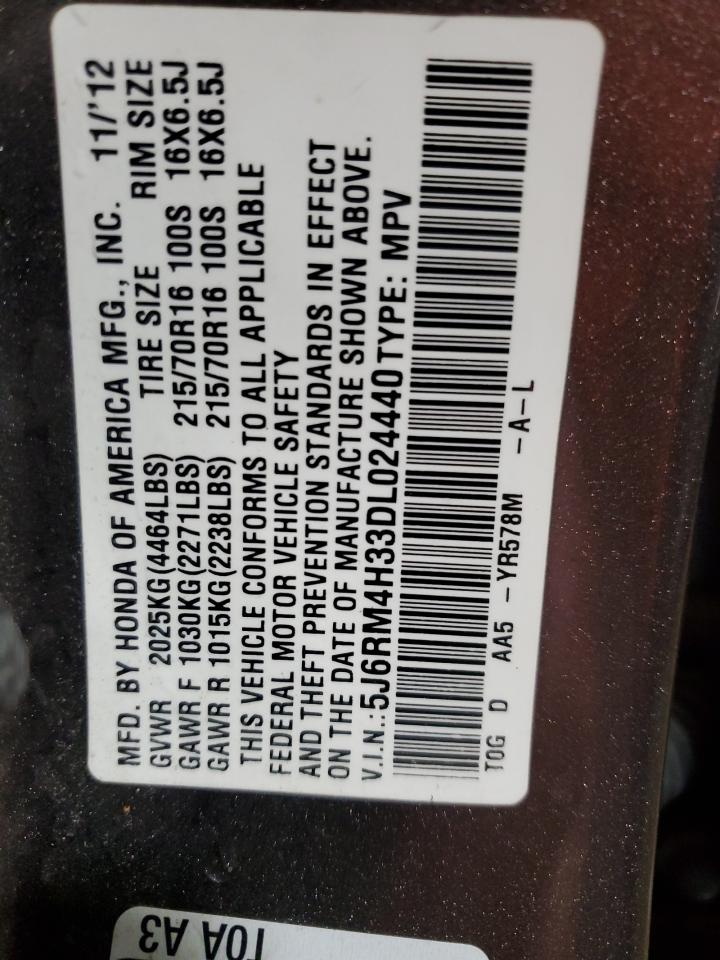 MFD. BY HONDA OF AMERICA MFG., INC. 11/'12
GVWR 2025KG(4464LBS) TIRE SIZE RIM SIZE
GAWR F 1030KG(2271LBS) 215/70R16 100S 16X6.5J
GAWR R 1015KG(2238LBS) 215/70R16 100S 16X6.5J
THIS VEHICLE CONFORMS TO ALL APPLICABLE
FEDERAL MOTOR VEHICLE SAFETY
AND THEFT PREVENTION STANDARDS IN EFFECT
ON THE DATE OF MANUFACTURE SHOWN ABOVE.
V.I.N.:5J6RM4H33DL024440TYPE: MPV
TOG D AA5 -YR578M -A-L
T0A A3